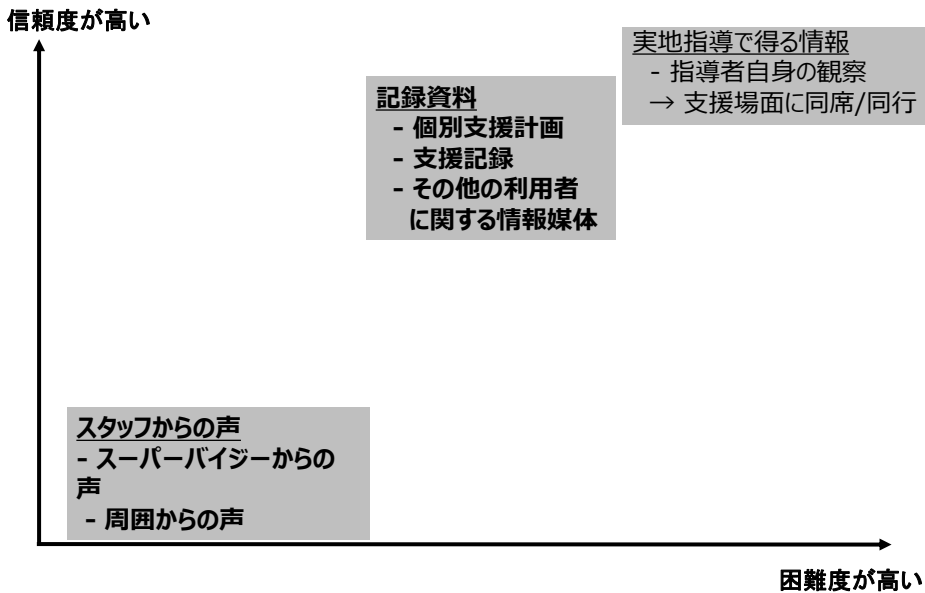 信頼度が高い
実地指導で得る情報
- 指導者自身の観察
→ 支援場面に同席/同行
記録資料
- 個別支援計画
- 支援記録
- その他の利用者
に関する情報媒体
スタッフからの声
- スーパーバイジーからの
声
- 周囲からの声
困難度が高い